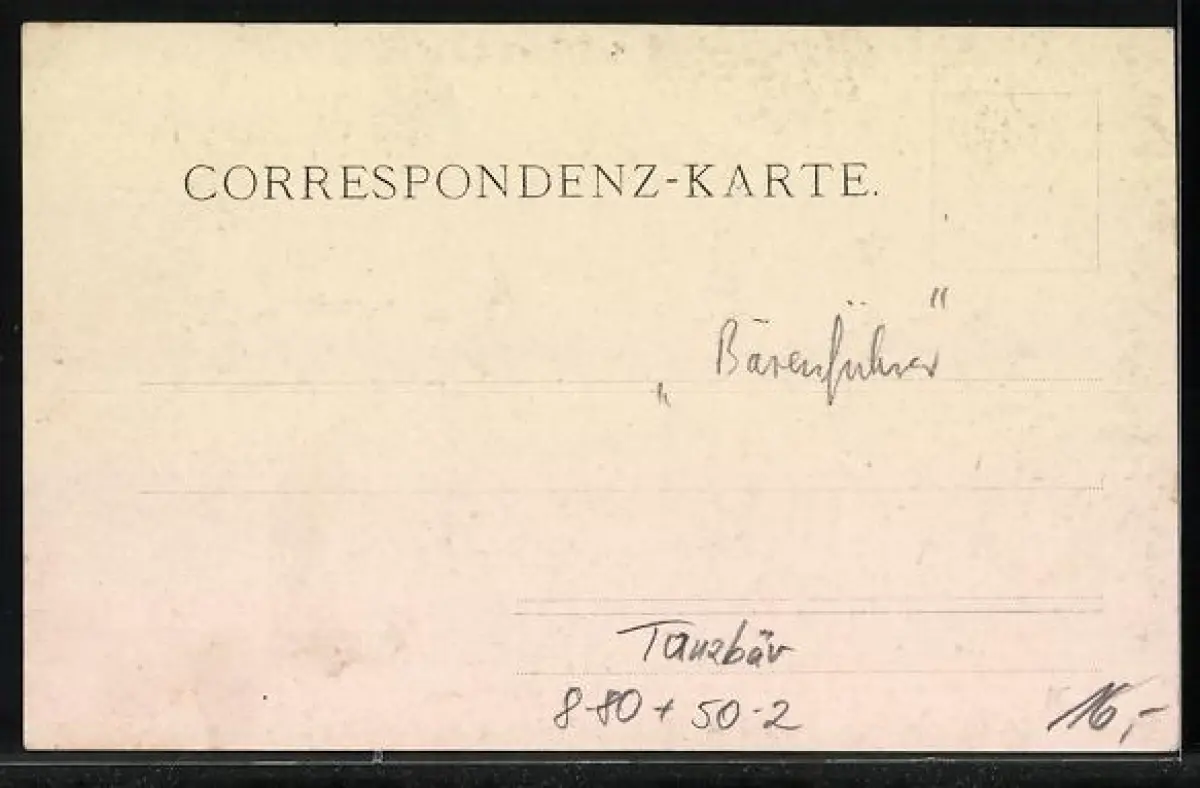 CORRESPONDENZ-KARTE.
„Bärenführer"
Tanzbär
8-80 + 50-2
16,-